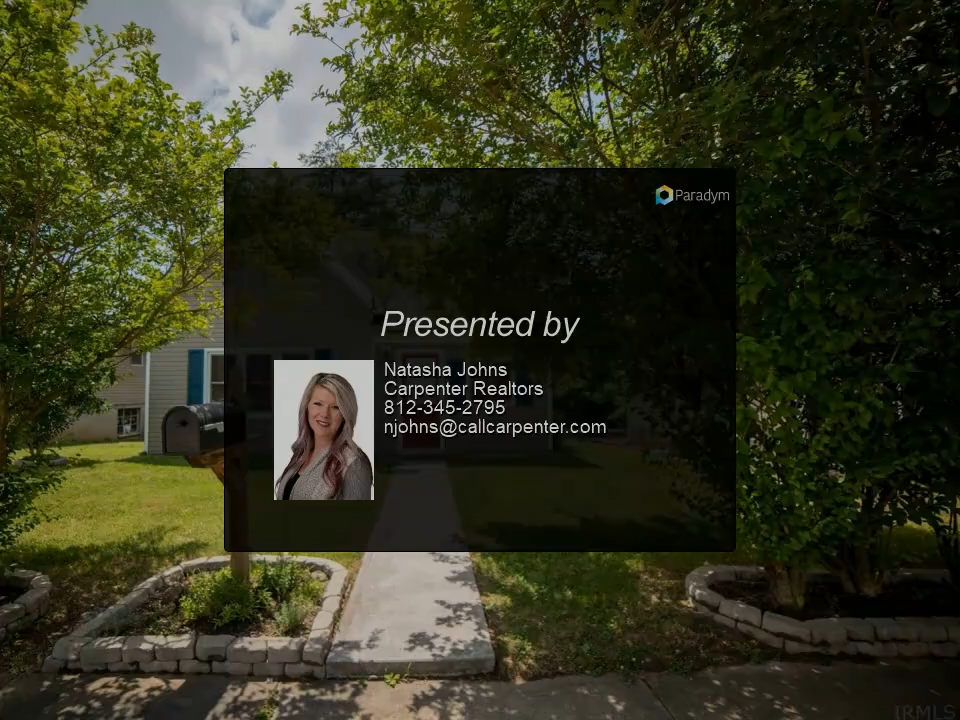 Paradym
Presented by
Natasha Johns
Carpenter Realtors
812-345-2795
njohns@callcarpenter.com
IRMLS